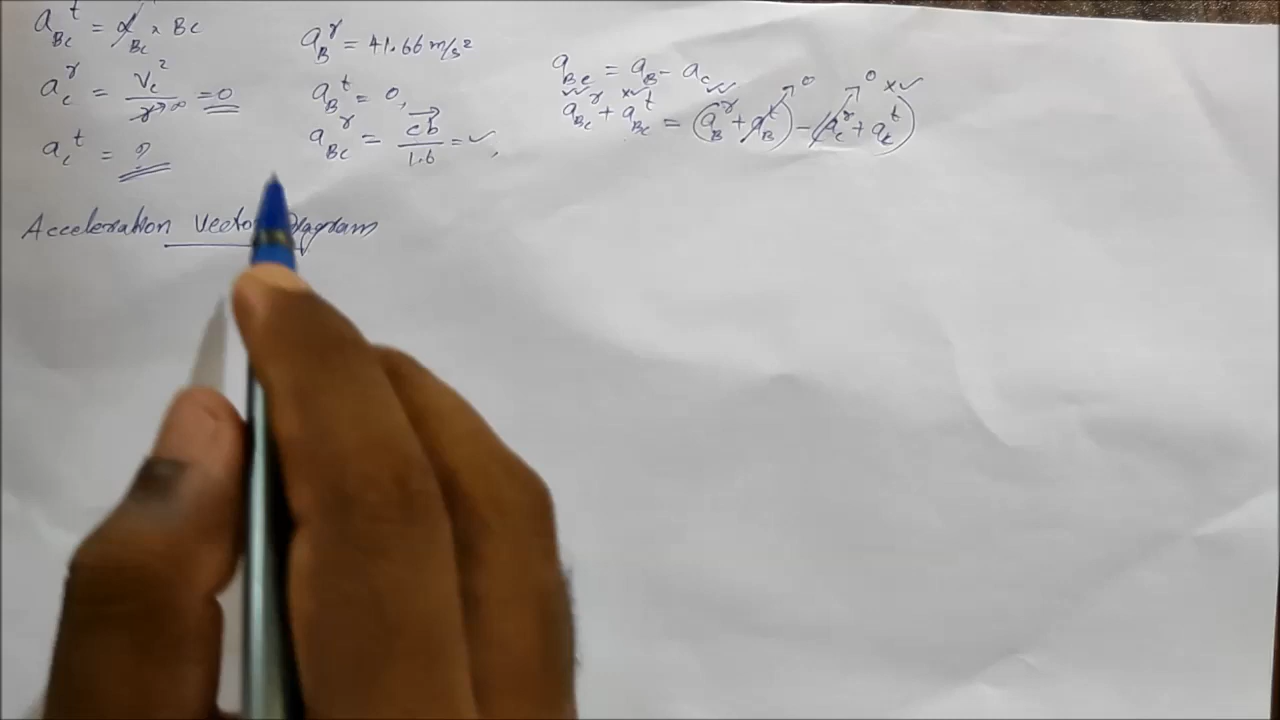 a_Bc^t = α_Bc × Bc
a_c^r = V_c^2 / r→∞ = 0
a_c^t = ?
a_B^r = 41.66 m/s²
a_B^t = 0,
a_Bc^r = cb / 1.6 = ✓,
a_Bc = a_B - a_c
a_Bc^r + a_Bc^t = (a_B^r + a_B^t) - (a_c^r + a_c^t)
Acceleration Vector Diagram